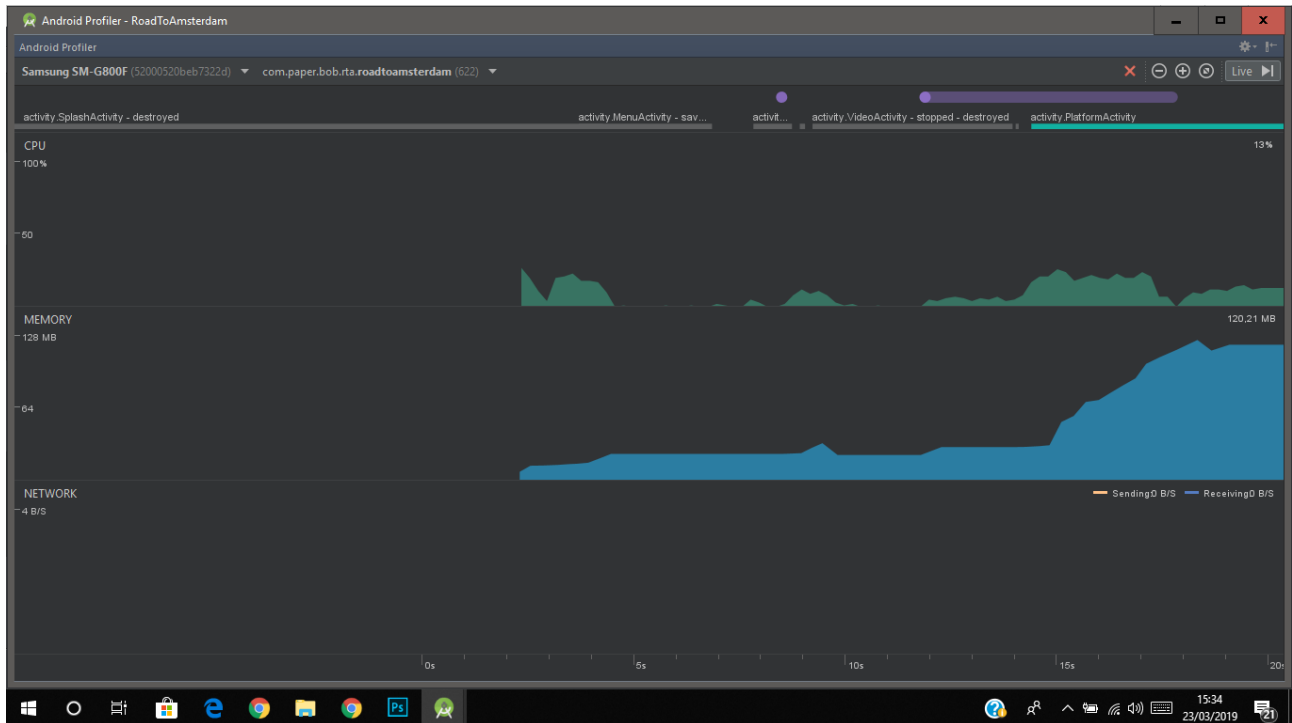 Android Profiler - RoadToAmsterdam
Android Profiler
Samsung SM-G800F (52000520beb7322d) com.paper.bob.rta.roadtoamsterdam (622) Live
activity.SplashActivity - destroyed activity.MenuActivity - sav... activit... activity.VideoActivity - stopped - destroyed activity.PlatformActivity
CPU 13%
100%
50
MEMORY 120,21 MB
128 MB
64
NETWORK Sending:0 B/S Receiving:0 B/S
4 B/S
0s 5s 10s 15s 20s
Ps 15:34
23/03/2019 21